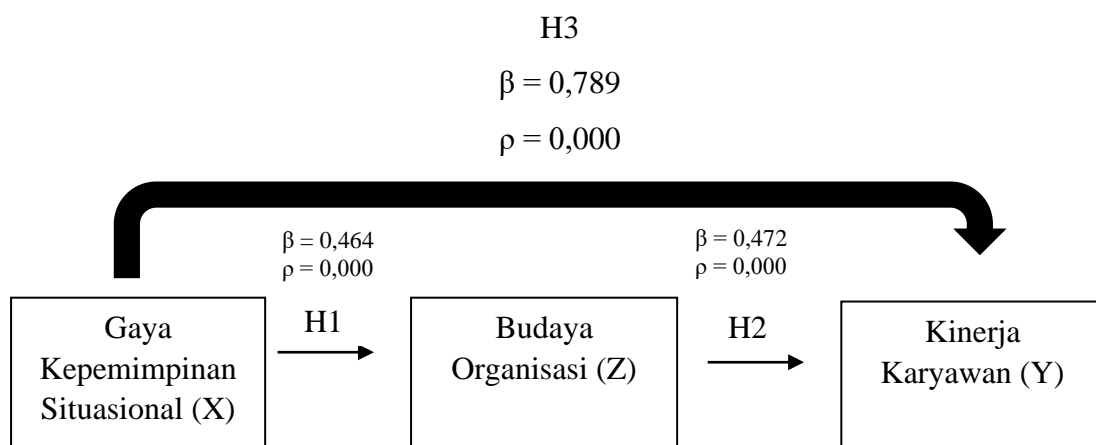 H3
β = 0,789
ρ = 0,000
β = 0,464
ρ = 0,000
β = 0,472
ρ = 0,000
Gaya
Kepemimpinan
Situasional (X)
H1
Budaya
Organisasi (Z)
H2
Kinerja
Karyawan (Y)